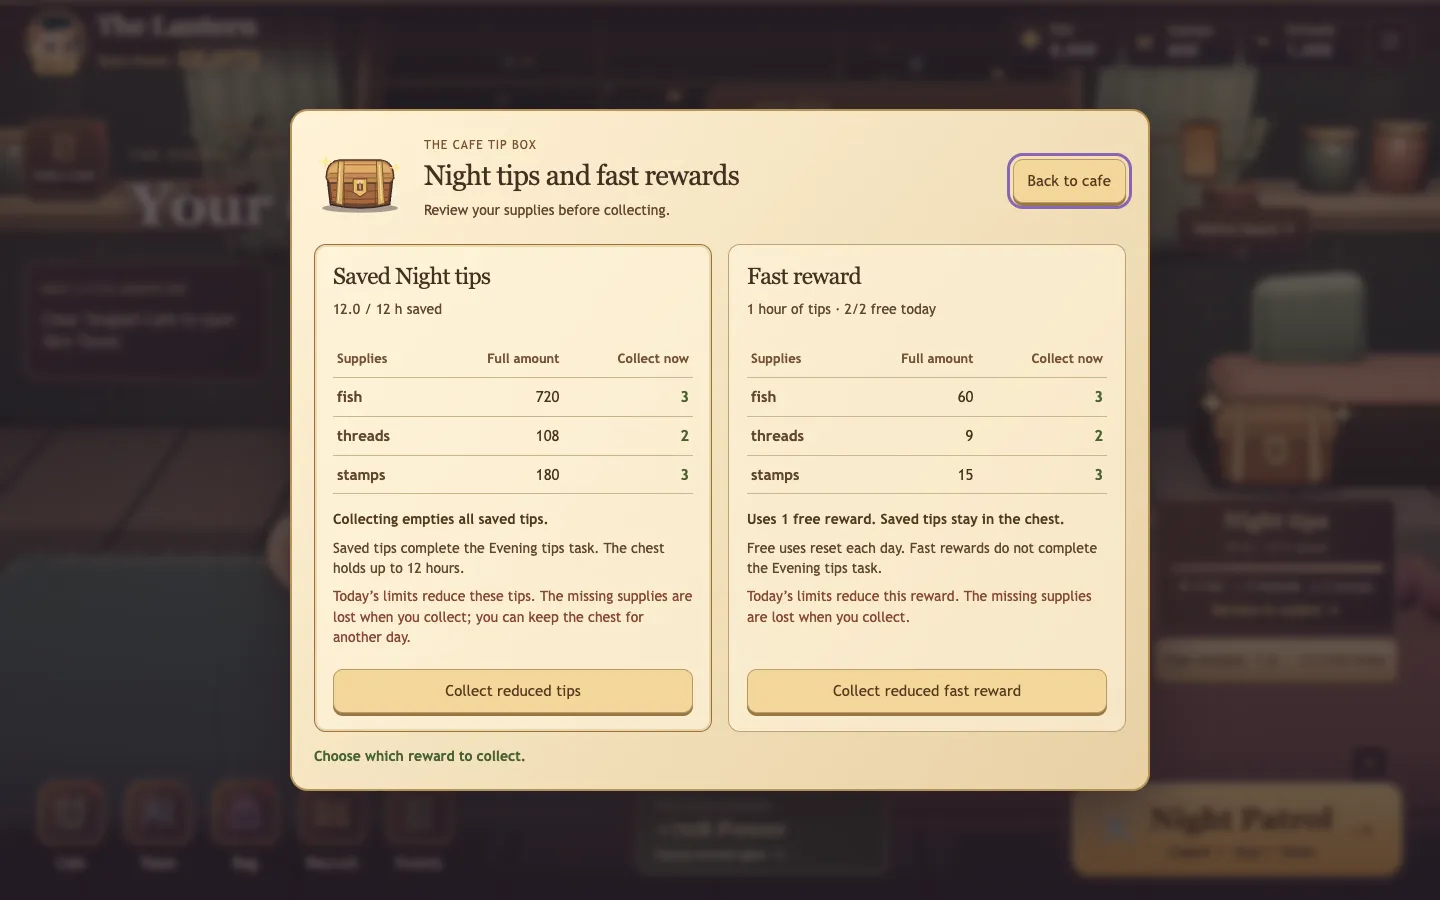 The Lantern
THE CAFE TIP BOX
Night tips and fast rewards
Review your supplies before collecting.
Back to cafe
Your
Saved Night tips
12.0 / 12 h saved
Supplies Full amount Collect now
fish 720 3
threads 108 2
stamps 180 3
Collecting empties all saved tips.
Saved tips complete the Evening tips task. The chest
holds up to 12 hours.
Today’s limits reduce these tips. The missing supplies are
lost when you collect; you can keep the chest for
another day.
Collect reduced tips
Fast reward
1 hour of tips · 2/2 free today
Supplies Full amount Collect now
fish 60 3
threads 9 2
stamps 15 3
Uses 1 free reward. Saved tips stay in the chest.
Free uses reset each day. Fast rewards do not complete
the Evening tips task.
Today’s limits reduce this reward. The missing supplies
are lost when you collect.
Collect reduced fast reward
Choose which reward to collect.
Night tips
Night Patrol